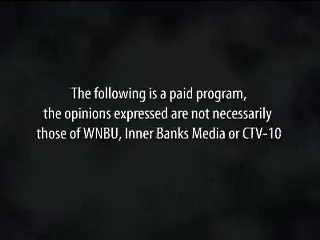 The following is a paid program,
the opinions expressed are not necessarily
those of WNBU, Inner Banks Media or CTV-10